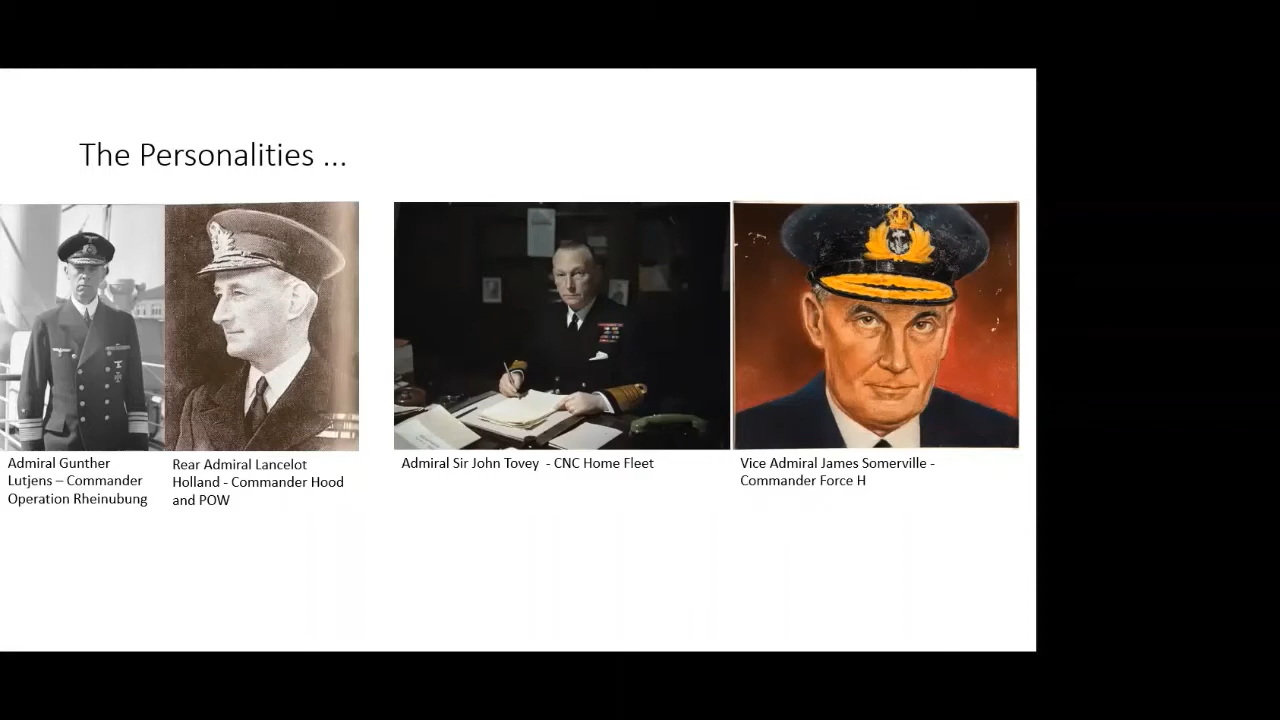 The Personalities ...
Admiral Gunther
Lutjens – Commander
Operation Rheinubung
Rear Admiral Lancelot
Holland - Commander Hood
and POW
Admiral Sir John Tovey - CNC Home Fleet
Vice Admiral James Somerville -
Commander Force H